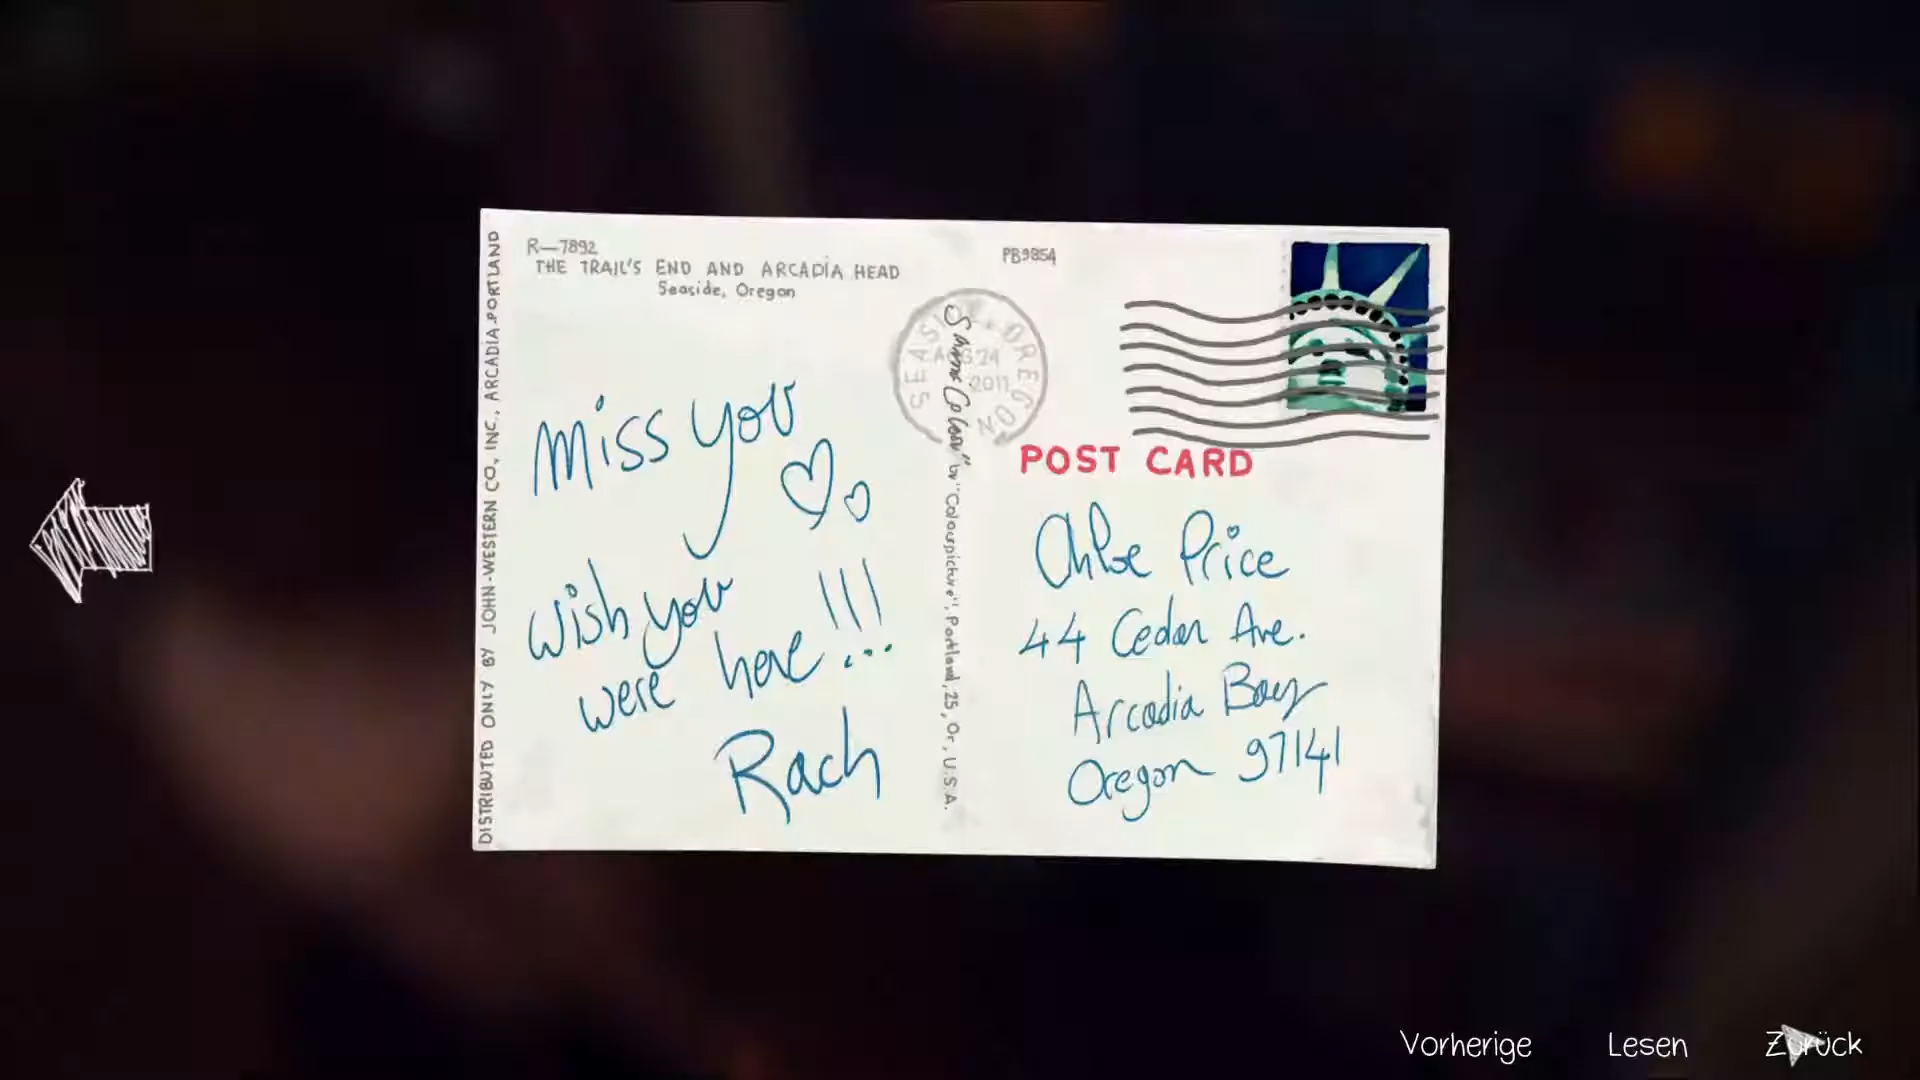 R—7892
THE TRAIL'S END AND ARCADIA HEAD
Seaside, Oregon
PB9854
DISTRIBUTED ONLY BY JOHN-WESTERN CO, INC., ARCADIA.PORTLAND
SEASIDE, OREGON
AUG 24
2011
by "Colourpicture", Portland, 25, Or, U.S.A.
miss you
wish you
were here!!!
Rach
POST CARD
Chloe Price
44 Cedar Ave.
Arcadia Bay
Oregon 97141
Vorherige
Lesen
Zurück